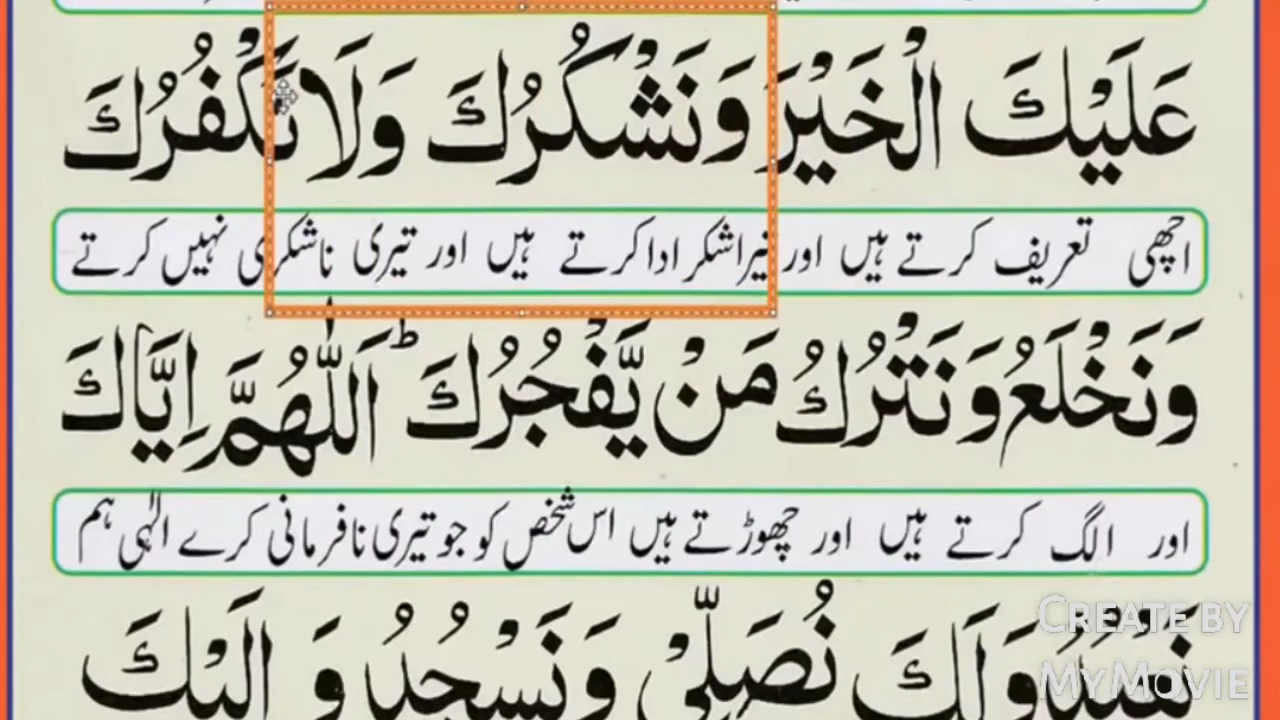 عَلَيْكَ الْخَيْرَ وَنَشْكُرُكَ وَلَا نَكْفُرُكَ
اچھی تعریف کرتے ہیں اور تیرا شکر ادا کرتے ہیں اور تیری ناشکری نہیں کرتے
وَنَخْلَعُ وَنَتْرُكُ مَنْ يَّفْجُرُكَ ؕ اَللّٰهُمَّ اِيَّاكَ
اور الگ کرتے ہیں اور چھوڑتے ہیں اس شخص کو جو تیری نافرمانی کرے الٰہی ہم
نَعْبُدُ وَلَكَ نُصَلِّيْ وَنَسْجُدُ وَ اِلَيْكَ
CREATE BY
MYMOVIE